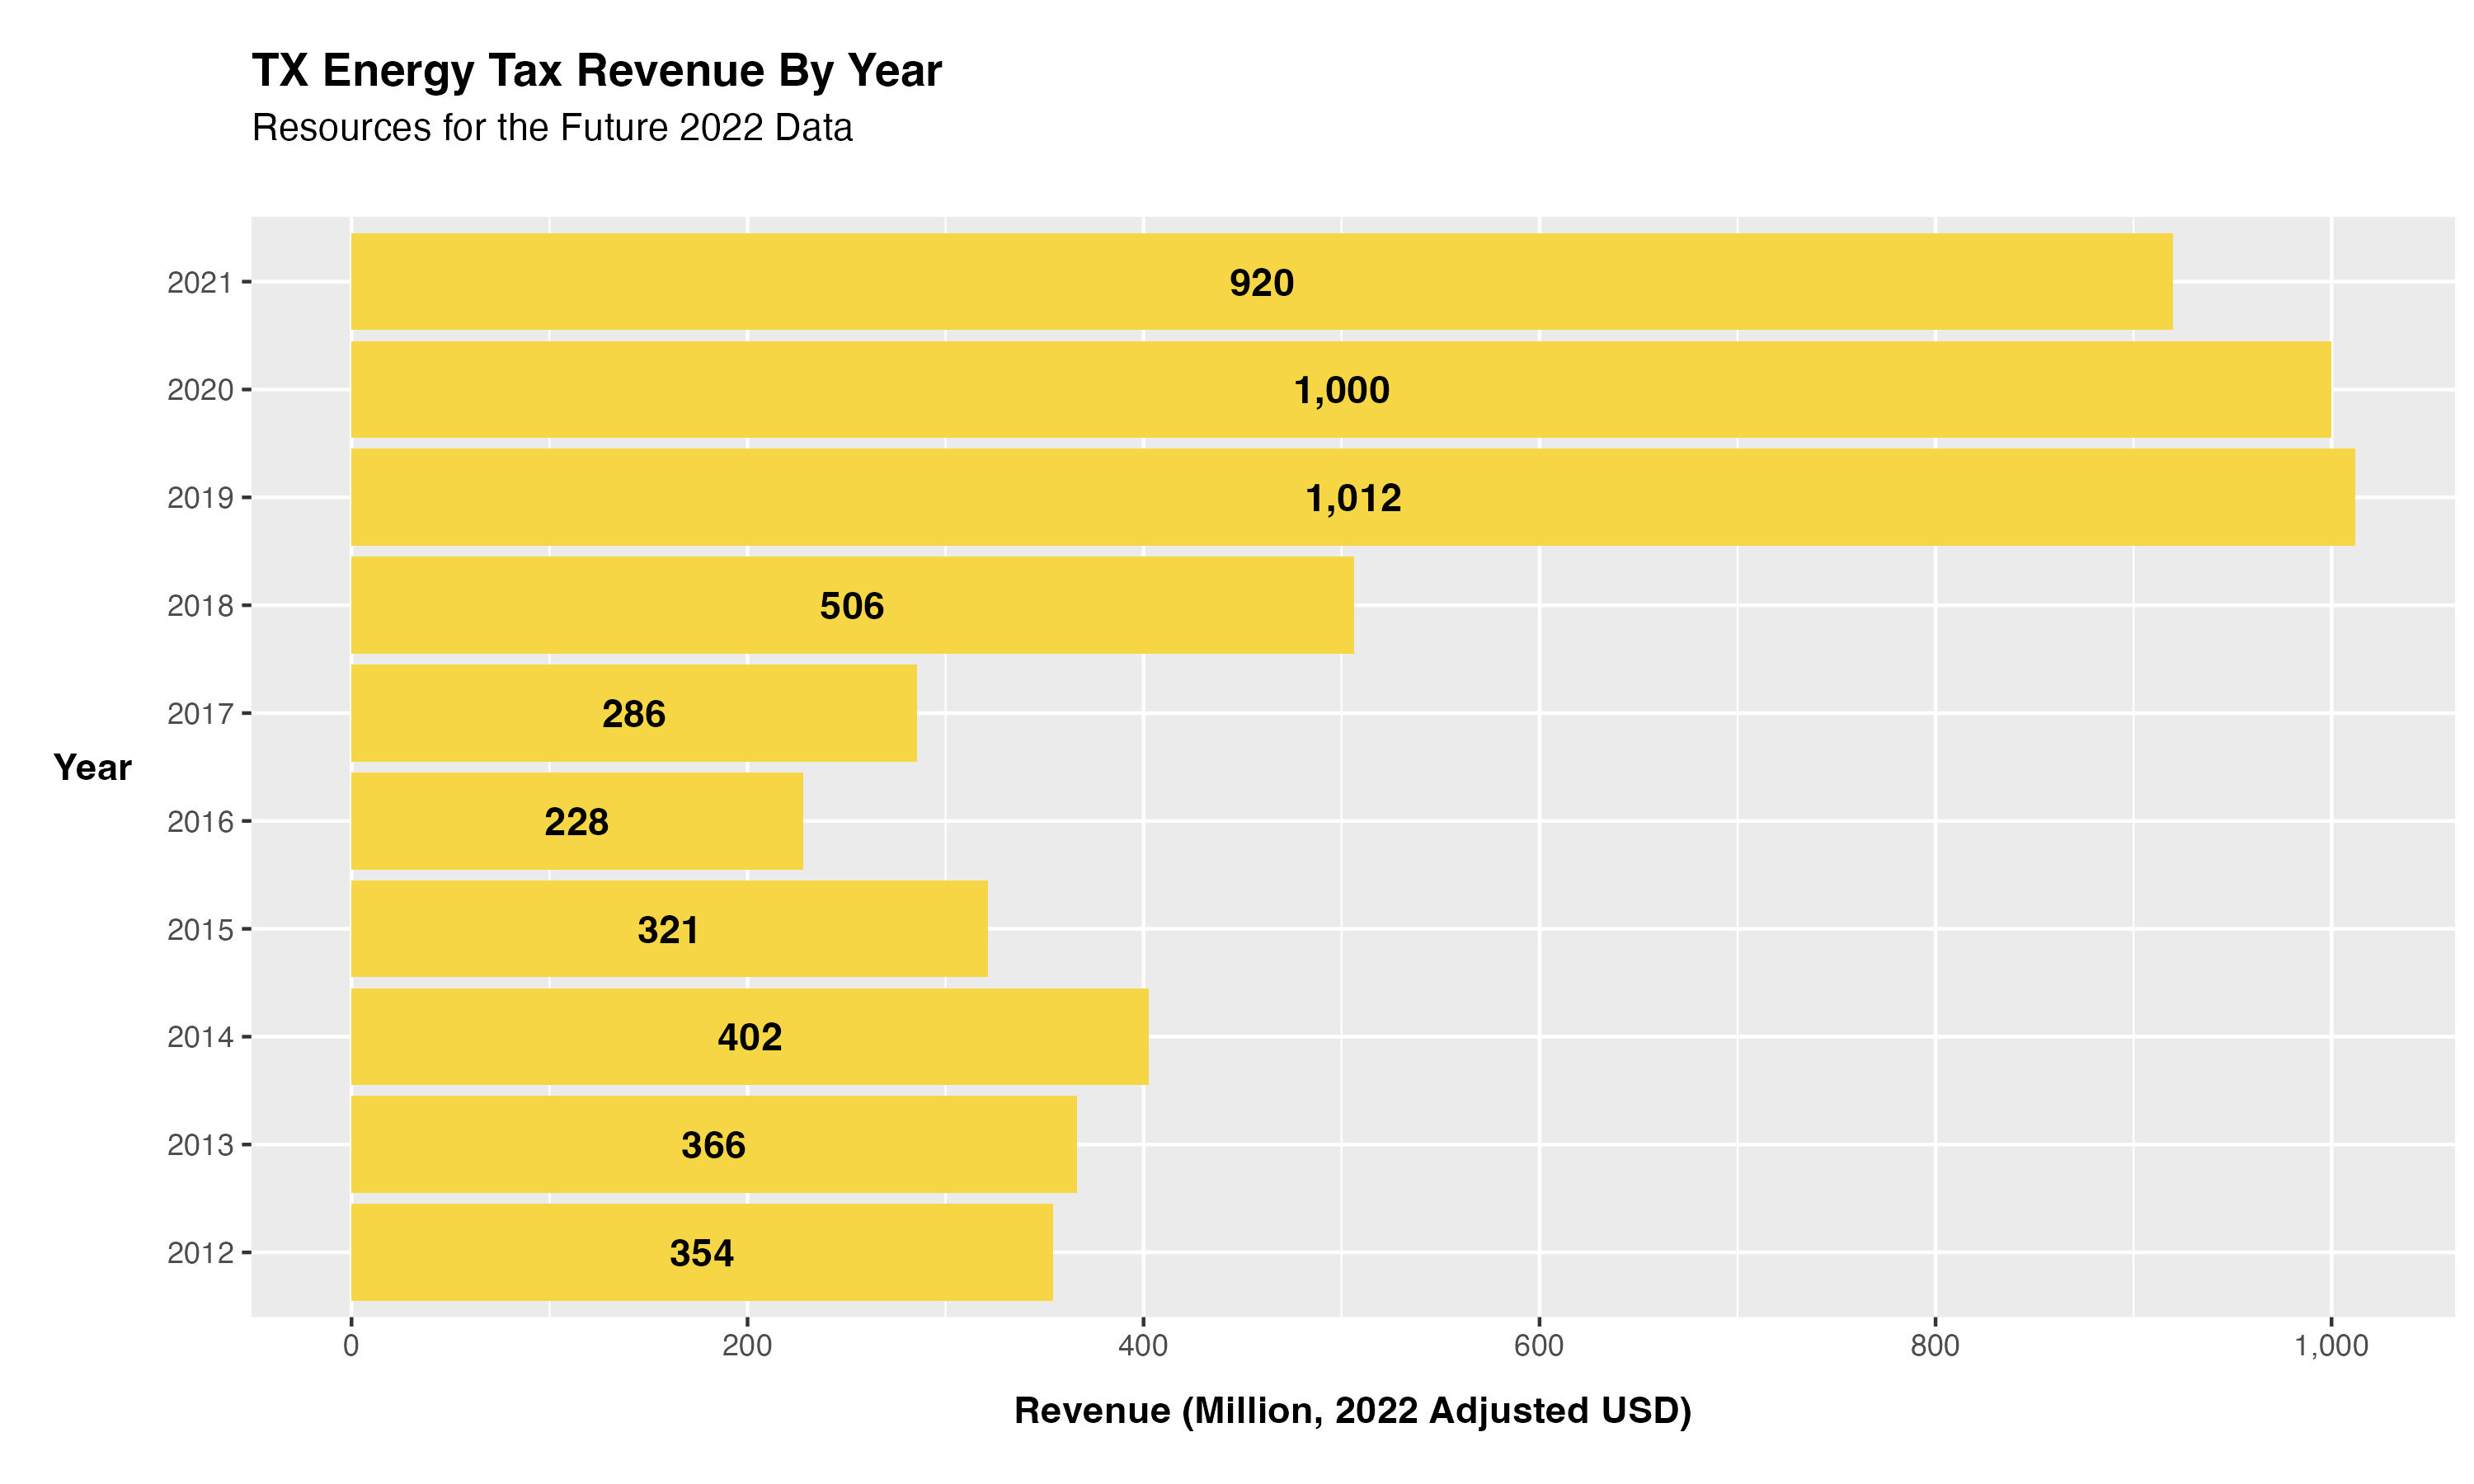 TX Energy Tax Revenue By Year
Resources for the Future 2022 Data
2021 920
2020 1,000
2019 1,012
2018 506
2017 286
Year
2016 228
2015 321
2014 402
2013 366
2012 354
0 200 400 600 800 1,000
Revenue (Million, 2022 Adjusted USD)